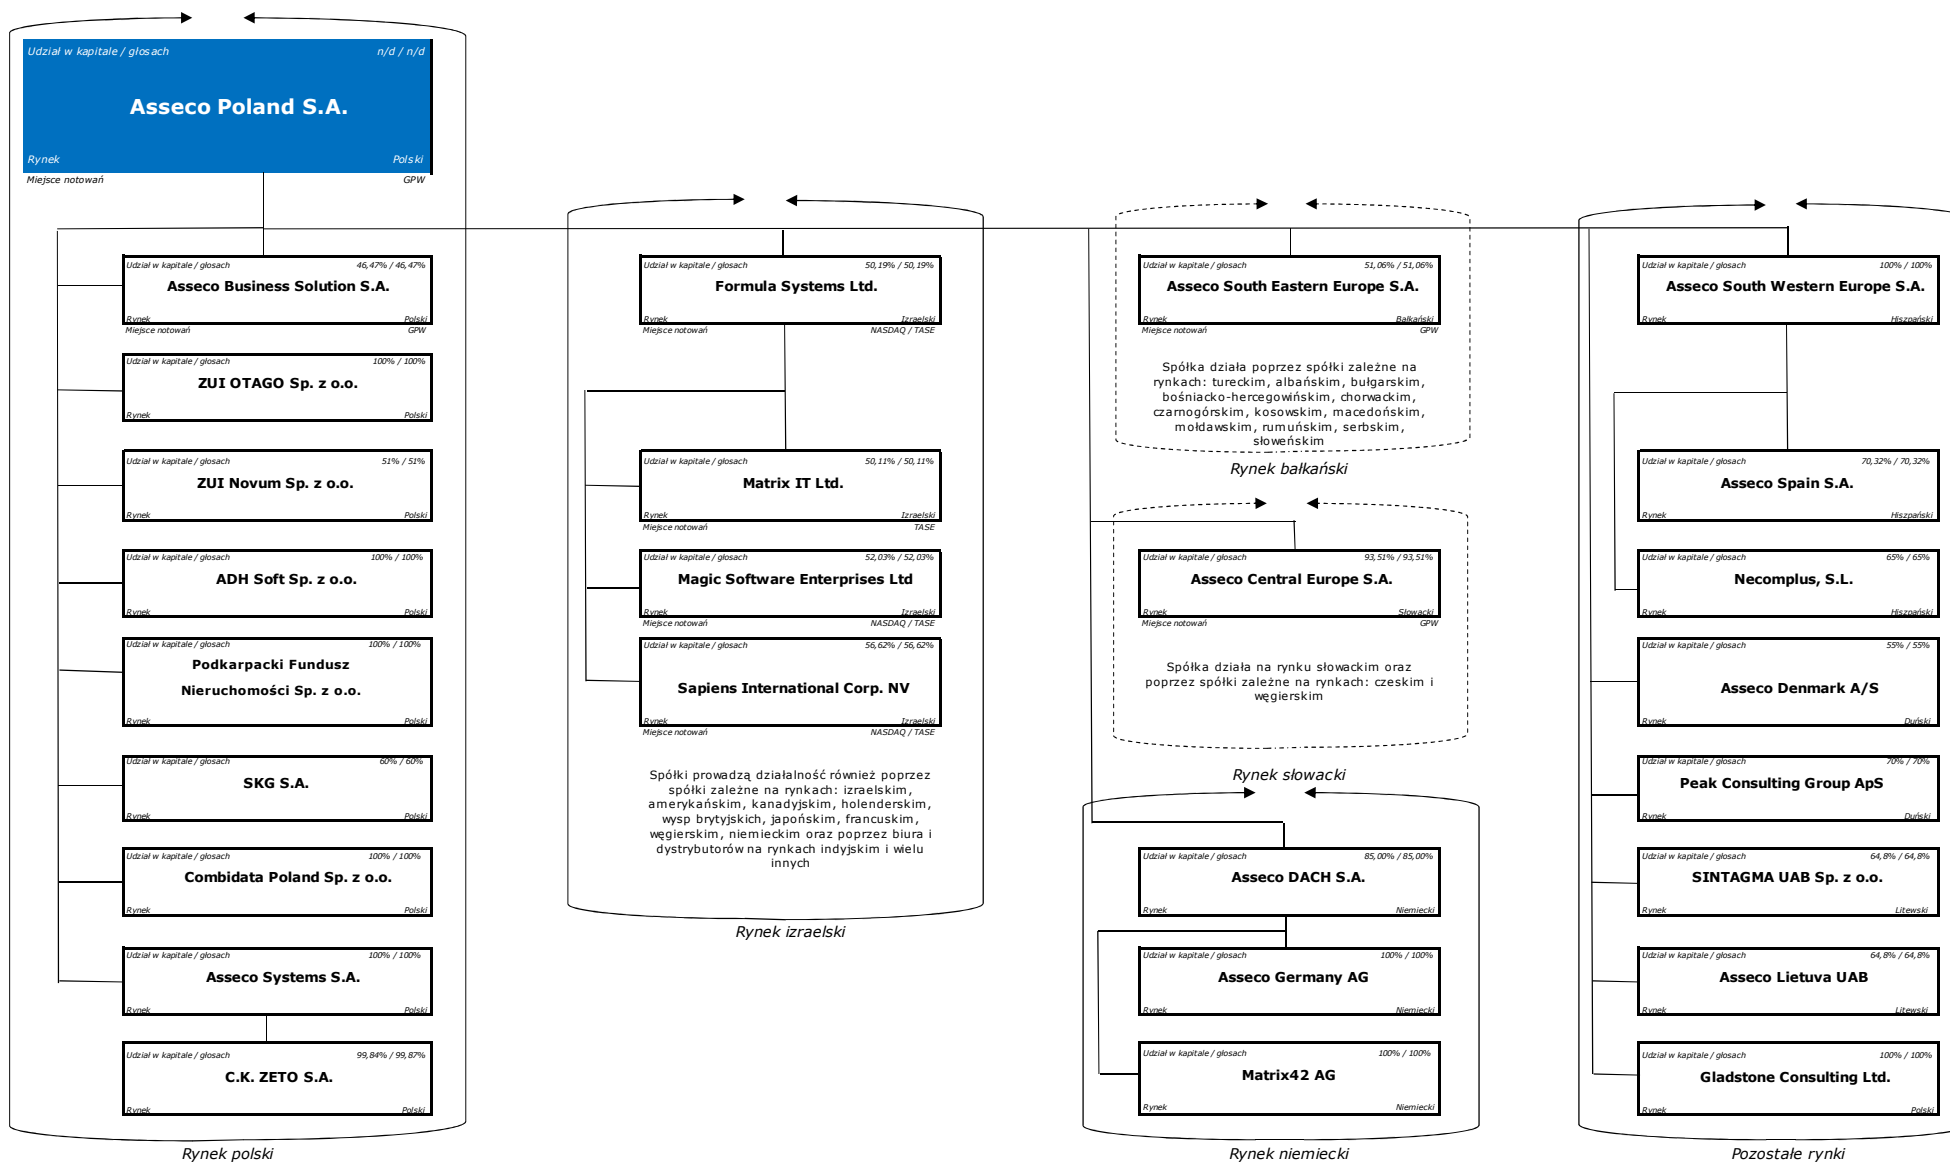 Udział w kapitale / głosach n/d / n/d
Asseco Poland S.A.
Rynek Polski
Miejsce notowań GPW
Udział w kapitale / głosach 46,47% / 46,47%
Asseco Business Solution S.A.
Rynek Polski
Miejsce notowań GPW
Udział w kapitale / głosach 100% / 100%
ZUI OTAGO Sp. z o.o.
Rynek Polski
Udział w kapitale / głosach 51% / 51%
ZUI Novum Sp. z o.o.
Rynek Polski
Udział w kapitale / głosach 100% / 100%
ADH Soft Sp. z o.o.
Rynek Polski
Udział w kapitale / głosach 100% / 100%
Podkarpacki Fundusz
Nieruchomości Sp. z o.o.
Rynek Polski
Udział w kapitale / głosach 60% / 60%
SKG S.A.
Rynek Polski
Udział w kapitale / głosach 100% / 100%
Combidata Poland Sp. z o.o.
Rynek Polski
Udział w kapitale / głosach 100% / 100%
Asseco Systems S.A.
Rynek Polski
Udział w kapitale / głosach 99,84% / 99,87%
C.K. ZETO S.A.
Rynek Polski
Rynek polski
Udział w kapitale / głosach 50,19% / 50,19%
Formula Systems Ltd.
Rynek Izraelski
Miejsce notowań NASDAQ / TASE
Udział w kapitale / głosach 50,11% / 50,11%
Matrix IT Ltd.
Rynek Izraelski
Miejsce notowań TASE
Udział w kapitale / głosach 52,03% / 52,03%
Magic Software Enterprises Ltd
Rynek Izraelski
Miejsce notowań NASDAQ / TASE
Udział w kapitale / głosach 56,62% / 56,62%
Sapiens International Corp. NV
Rynek Izraelski
Miejsce notowań NASDAQ / TASE
Spółki prowadzą działalność również poprzez
spółki zależne na rynkach: izraelskim,
amerykańskim, kanadyjskim, holenderskim,
wysp brytyjskich, japońskim, francuskim,
węgierskim, niemieckim oraz poprzez biura i
dystrybutorów na rynkach indyjskim i wielu
innych
Rynek izraelski
Udział w kapitale / głosach 51,06% / 51,06%
Asseco South Eastern Europe S.A.
Rynek Bałkański
Miejsce notowań GPW
Spółka działa poprzez spółki zależne na
rynkach: tureckim, albańskim, bułgarskim,
bośniacko-hercegowińskim, chorwackim,
czarnogórskim, kosowskim, macedońskim,
mołdawskim, rumuńskim, serbskim,
słoweńskim
Rynek bałkański
Udział w kapitale / głosach 93,51% / 93,51%
Asseco Central Europe S.A.
Rynek Słowacki
Miejsce notowań GPW
Spółka działa na rynku słowackim oraz
poprzez spółki zależne na rynkach: czeskim i
węgierskim
Rynek słowacki
Udział w kapitale / głosach 85,00% / 85,00%
Asseco DACH S.A.
Rynek Niemiecki
Udział w kapitale / głosach 100% / 100%
Asseco Germany AG
Rynek Niemiecki
Udział w kapitale / głosach 100% / 100%
Matrix42 AG
Rynek Niemiecki
Rynek niemiecki
Udział w kapitale / głosach 100% / 100%
Asseco South Western Europe S.A.
Rynek Hiszpański
Udział w kapitale / głosach 70,32% / 70,32%
Asseco Spain S.A.
Rynek Hiszpański
Udział w kapitale / głosach 65% / 65%
Necomplus, S.L.
Rynek Hiszpański
Udział w kapitale / głosach 55% / 55%
Asseco Denmark A/S
Rynek Duński
Udział w kapitale / głosach 70% / 70%
Peak Consulting Group ApS
Rynek Duński
Udział w kapitale / głosach 64,8% / 64,8%
SINTAGMA UAB Sp. z o.o.
Rynek Litewski
Udział w kapitale / głosach 64,8% / 64,8%
Asseco Lietuva UAB
Rynek Litewski
Udział w kapitale / głosach 100% / 100%
Gladstone Consulting Ltd.
Rynek Polski
Pozostałe rynki